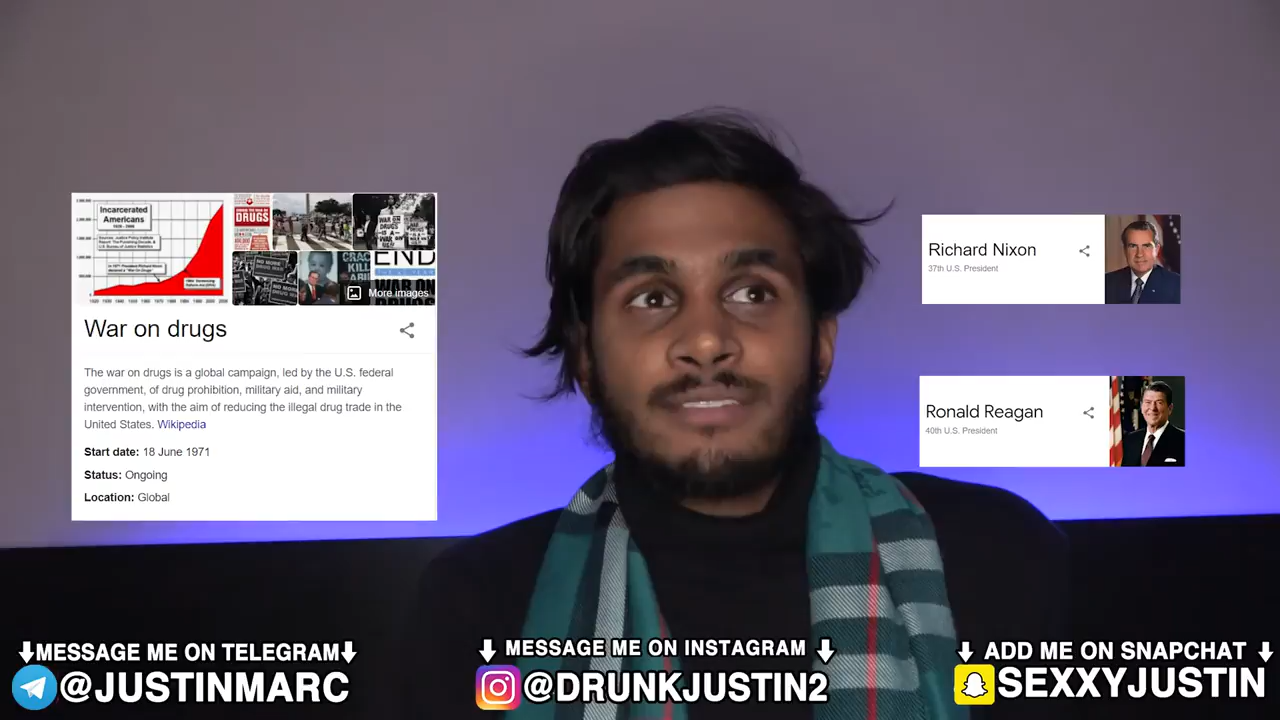 Incarcerated
Americans
DRUGS
More images
War on drugs
The war on drugs is a global campaign, led by the U.S. federal
government, of drug prohibition, military aid, and military
intervention, with the aim of reducing the illegal drug trade in the
United States. Wikipedia
Start date: 18 June 1971
Status: Ongoing
Location: Global
Richard Nixon
37th U.S. President
Ronald Reagan
40th U.S. President
MESSAGE ME ON TELEGRAM
@JUSTINMARC
MESSAGE ME ON INSTAGRAM
@DRUNKJUSTIN2
ADD ME ON SNAPCHAT
SEXXYJUSTIN